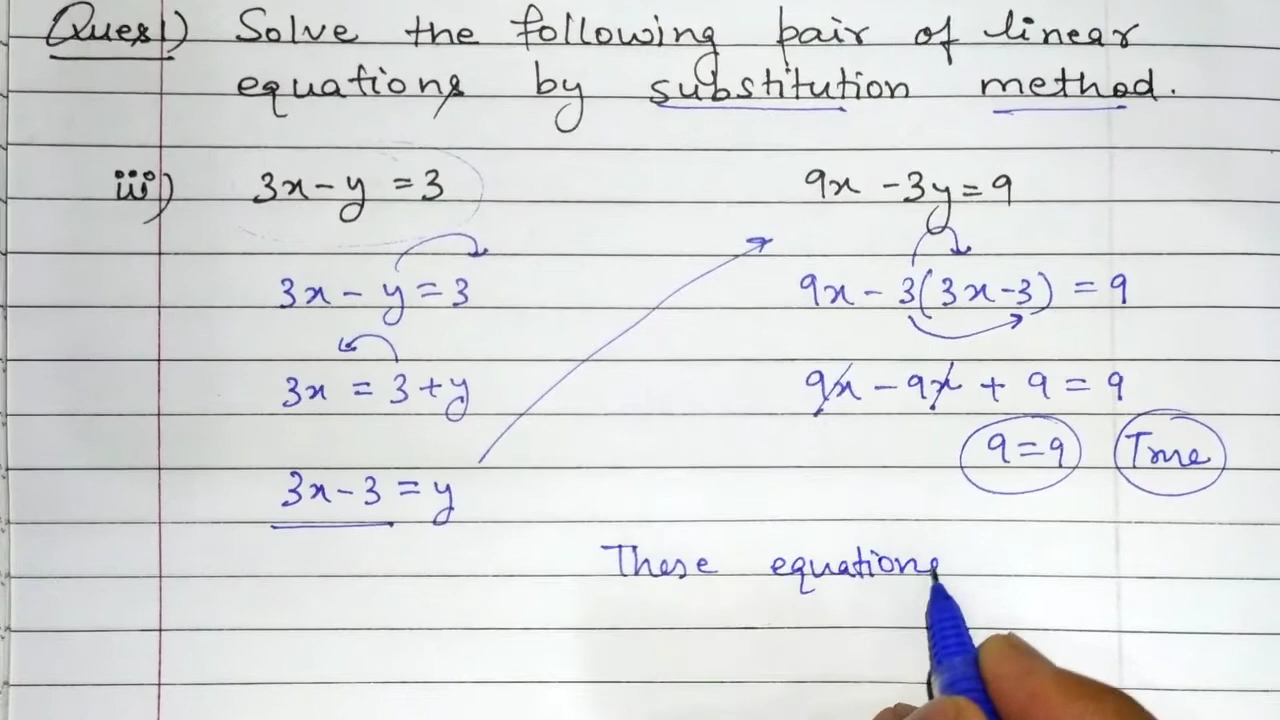 Ques1) Solve the following pair of linear
equations by substitution method.
iii) 3x - y = 3 9x - 3y = 9
3x - y = 3 9x - 3(3x-3) = 9
3x = 3 + y 9x - 9x + 9 = 9
9=9 True
3x - 3 = y
These equations